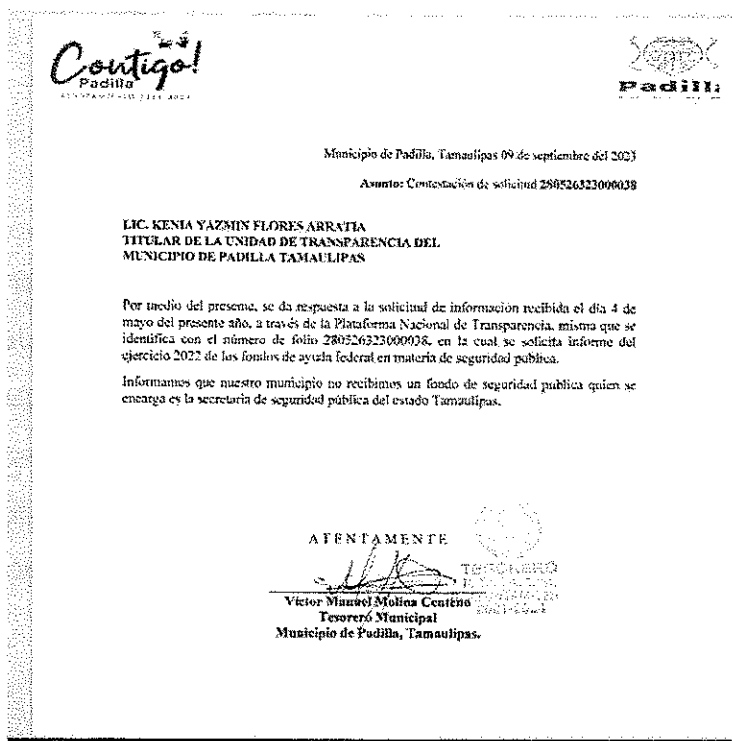 Contigo!
Padilla
Padilla
Municipio de Padilla, Tamaulipas 09 de septiembre del 2023
Asunto: Contestación de solicitud 280526323000038
LIC. KENIA YAZMIN FLORES ARRATIA
TITULAR DE LA UNIDAD DE TRANSPARENCIA DEL
MUNICIPIO DE PADILLA TAMAULIPAS
Por medio del presente, se da respuesta a la solicitud de información recibida el día 4 de
mayo del presente año, a través de la Plataforma Nacional de Transparencia, misma que se
identifica con el número de folio 280526323000038, en la cual se solicita informe del
ejercicio 2022 de los fondos de ayuda federal en materia de seguridad pública.
Informamos que nuestro municipio no recibimos un fondo de seguridad publica quien se
encarga es la secretaria de seguridad pública del estado Tamaulipas.
ATENTAMENTE
TESORERO
Víctor Manuel Molina Centeno
Tesorero Municipal
Municipio de Padilla, Tamaulipas.